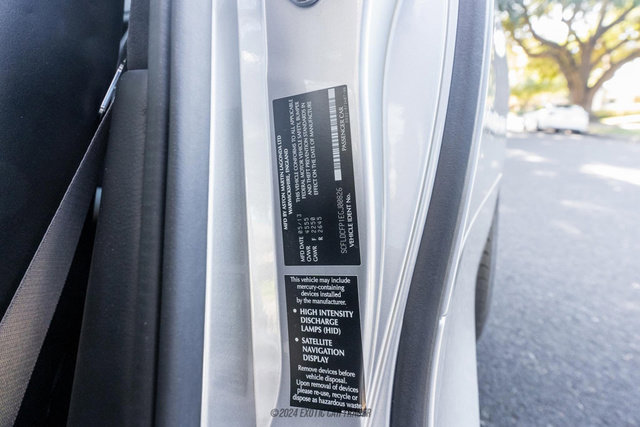 MFD BY ASTON MARTIN LAGONDA LTD
WARWICKSHIRE, ENGLAND
THIS VEHICLE CONFORMS TO ALL APPLICABLE
FEDERAL MOTOR VEHICLE SAFETY, BUMPER
AND THEFT PREVENTION STANDARDS IN
EFFECT ON THE DATE OF MANUFACTURE
MFD DATE 05/13
GVWR 4555
GAWR F 2250
R 2645
PASSENGER CAR
VEHICLE IDENT No.
This vehicle may include
mercury-containing
devices installed by
the manufacturer.
• HIGH INTENSITY
DISCHARGE
LAMPS (HID)
• SATELLITE
NAVIGATION
DISPLAY
Remove devices before
vehicle disposal.
Upon removal of devices
please re-use, recycle or
dispose as hazardous waste.
©2024 EXOTIC CAR TRADER